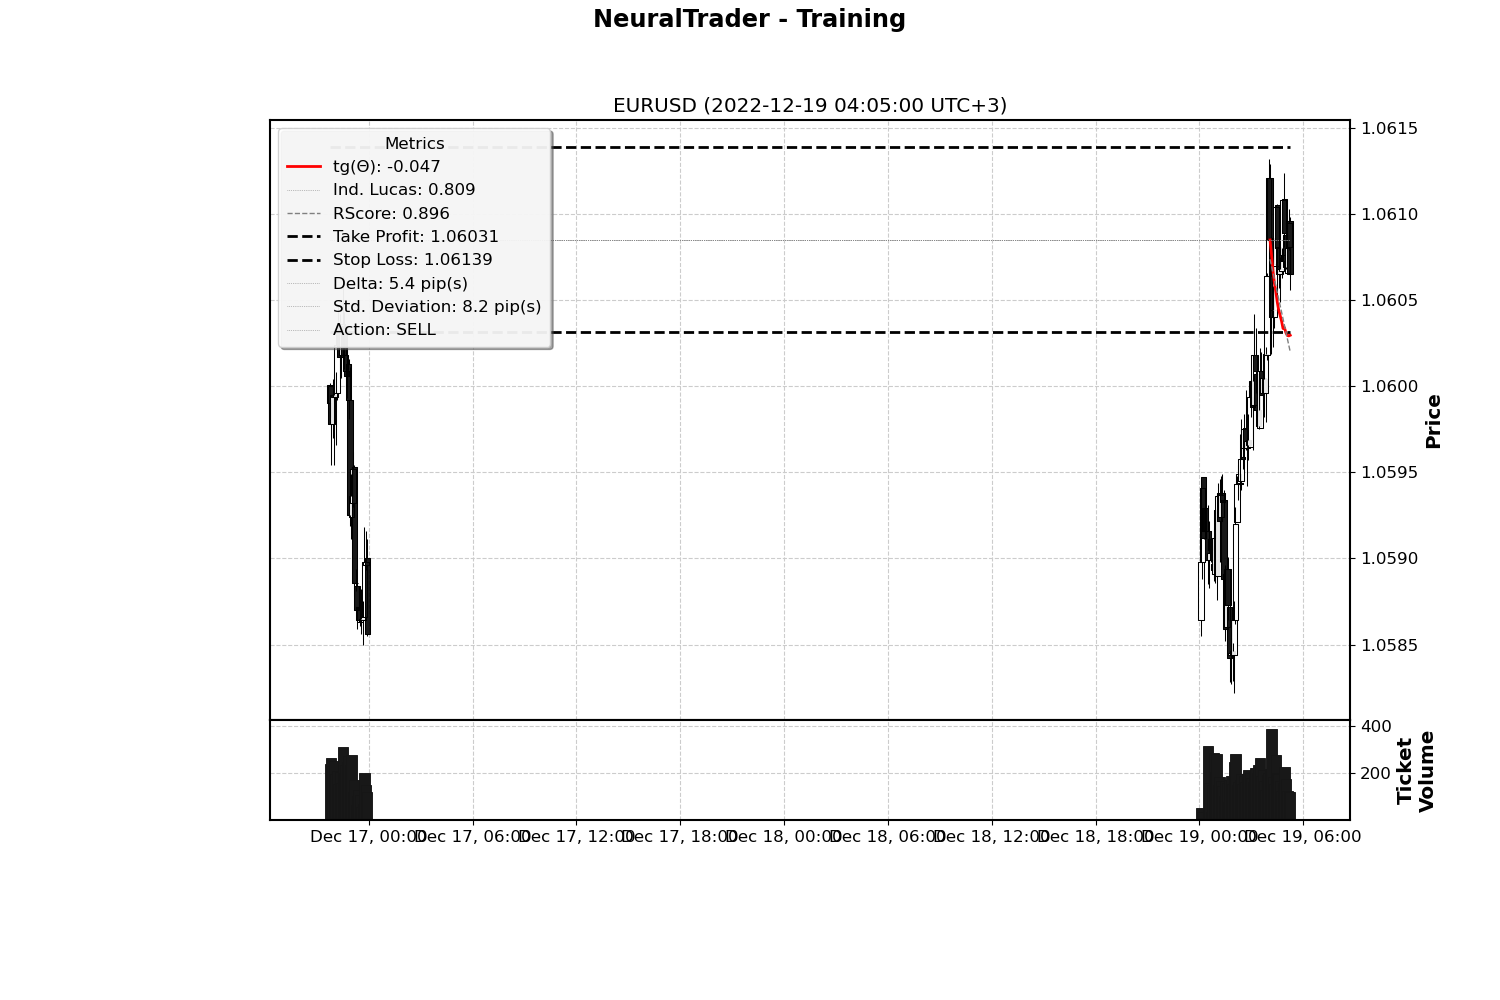 NeuralTrader - Training
EURUSD (2022-12-19 04:05:00 UTC+3)
Metrics
tg(Θ): -0.047
Ind. Lucas: 0.809
RScore: 0.896
Take Profit: 1.06031
Stop Loss: 1.06139
Delta: 5.4 pip(s)
Std. Deviation: 8.2 pip(s)
Action: SELL
1.0615
1.0610
1.0605
1.0600
1.0595
1.0590
1.0585
Price
400
200
Ticket
Volume
Dec 17, 00:00
Dec 17, 06:00
Dec 17, 12:00
Dec 17, 18:00
Dec 18, 00:00
Dec 18, 06:00
Dec 18, 12:00
Dec 18, 18:00
Dec 19, 00:00
Dec 19, 06:00